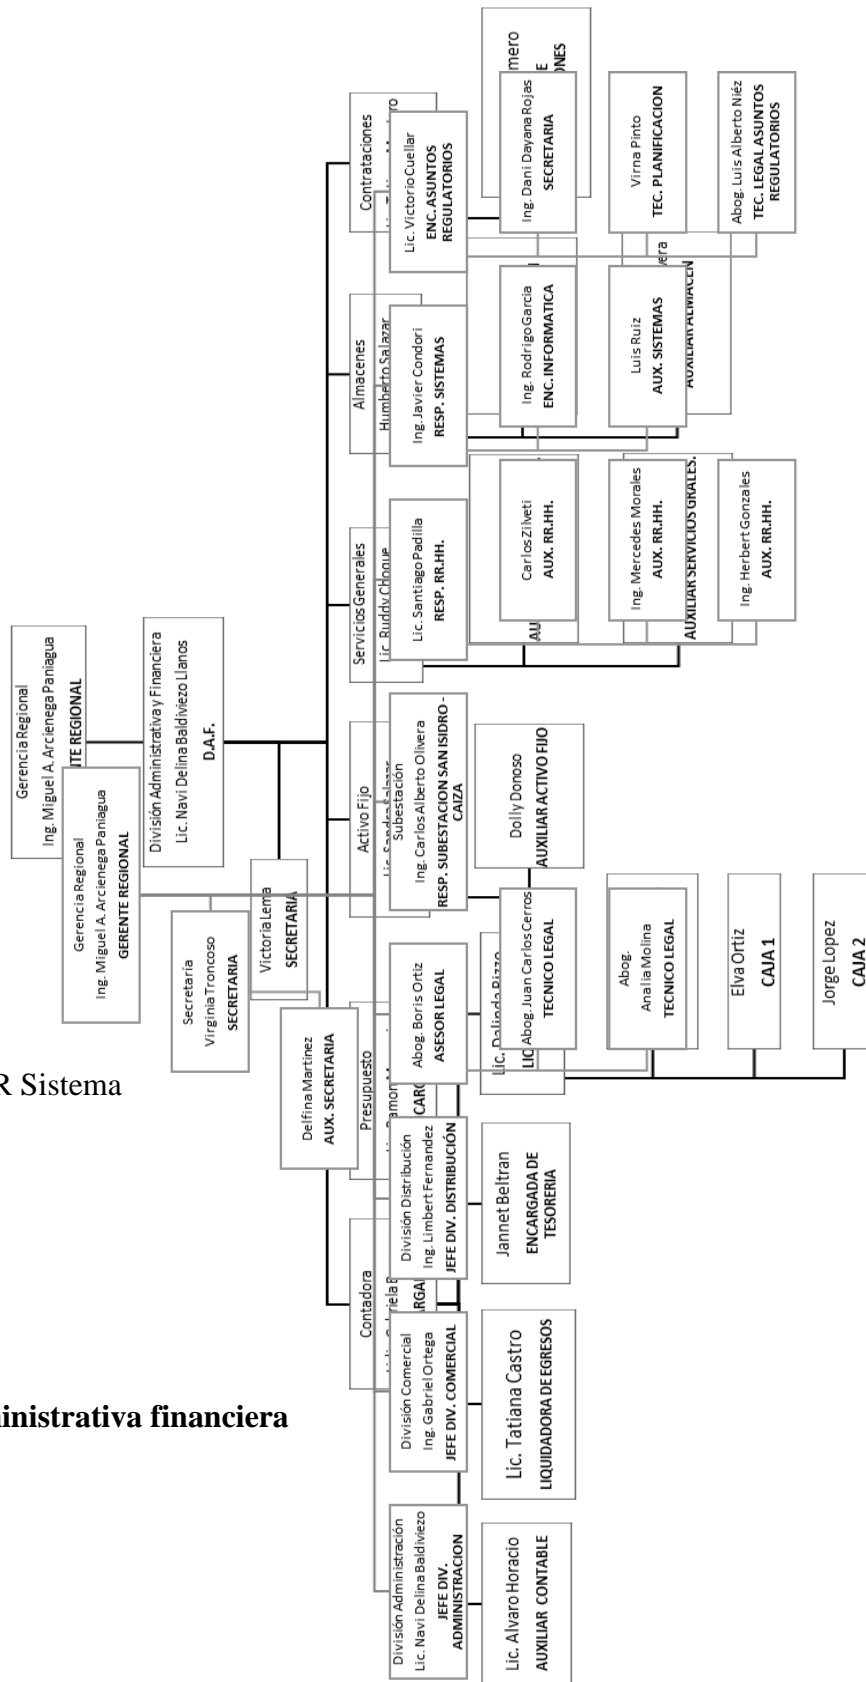 Gerencia Regional
Ing. Miguel A. Arcienega Paniagua
TE REGIONAL
Gerencia Regional
Ing. Miguel A. Arcienega Paniagua
GERENTE REGIONAL
División Administrativa y Financiera
Lic. Navi Delina Baldiviezo Llanos
D.A.F.
Secretaría
Virginia Troncoso
SECRETARIA
Victoria Lema
SECRETARIA
Delfina Martinez
AUX. SECRETARIA
R Sistema
inistrativa financiera
Contadora
Presupuesto
Activo Fijo
Servicios Generales
Lic. Ruddy Choque
Almacenes
Humberto Salazar
Contrataciones
División Administración
Lic. Navi Delina Baldiviezo
JEFE DIV.
ADMINISTRACION
División Comercial
Ing. Gabriel Ortega
JEFE DIV. COMERCIAL
División Distribución
Ing. Limbert Fernandez
JEFE DIV. DISTRIBUCIÓN
Abog. Boris Ortiz
ASESOR LEGAL
Subestación
Ing. Carlos Alberto Olivera
RESP. SUBESTACION SAN ISIDRO -
CAIZA
Lic. Santiago Padilla
RESP. RR.HH.
Ing. Javier Condori
RESP. SISTEMAS
Lic. Victorio Cuellar
ENC. ASUNTOS
REGULATORIOS
Lic. Alvaro Horacio
AUXILIAR CONTABLE
Lic. Tatiana Castro
LIQUIDADORA DE EGRESOS
Jannet Beltran
ENCARGADA DE
TESORERIA
Abog. Juan Carlos Cerros
TECNICO LEGAL
Abog.
Analia Molina
TECNICO LEGAL
Elva Ortiz
CAJA 1
Jorge Lopez
CAJA 2
Dolly Donoso
AUXILIAR ACTIVO FIJO
Carlos Zilveti
AUX. RR.HH.
Ing. Mercedes Morales
AUX. RR.HH.
AUXILIAR SERVICIOS GRALES.
Ing. Herbert Gonzales
AUX. RR.HH.
Ing. Rodrigo Garcia
ENC. INFORMATICA
Luis Ruiz
AUX. SISTEMAS
AUXILIAR ALMACEN
mero
Ing. Dani Dayana Rojas
SECRETARIA
Virna Pinto
TEC. PLANIFICACION
Abog. Luis Alberto Niéz
TEC. LEGAL ASUNTOS
REGULATORIOS